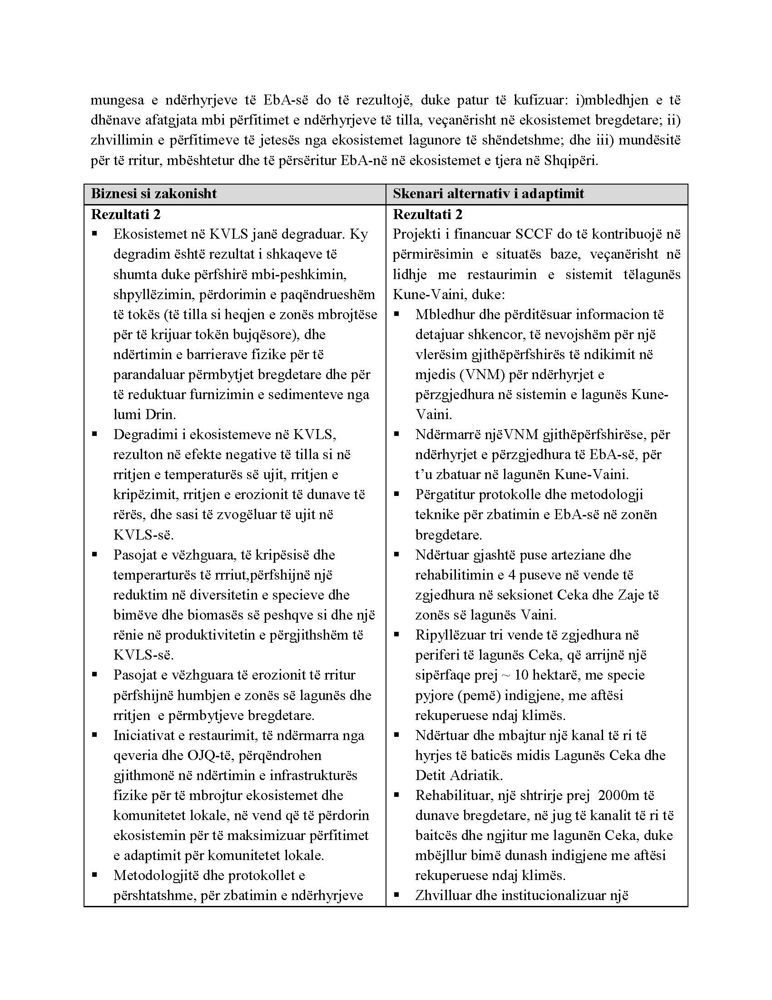 mungesa e ndërhyrjeve të EbA-së do të rezultojë, duke patur të kufizuar: i)mbledhjen e të
dhënave afatgjata mbi përfitimet e ndërhyrjeve të tilla, veçanërisht në ekosistemet bregdetare; ii)
zhvillimin e përfitimeve të jetesës nga ekosistemet lagunore të shëndetshme; dhe iii) mundësitë
për të rritur, mbështetur dhe të përsëritur EbA-në në ekosistemet e tjera në Shqipëri.
Biznesi si zakonisht
Rezultati 2
▪ Ekosistemet në KVLS janë degraduar. Ky
degradim është rezultat i shkaqeve të
shumta duke përfshirë mbi-peshkimin,
shpyllëzimin, përdorimin e paqëndrueshëm
të tokës (të tilla si heqjen e zonës mbrojtëse
për të krijuar tokën bujqësore), dhe
ndërtimin e barrierave fizike për të
parandaluar përmbytjet bregdetare dhe për
të reduktuar furnizimin e sedimenteve nga
lumi Drin.
▪ Degradimi i ekosistemeve në KVLS,
rezulton në efekte negative të tilla si në
rritjen e temperaturës së ujit, rritjen e
kripëzimit, rritjen e erozionit të dunave të
rërës, dhe sasi të zvogëluar të ujit në
KVLS-së.
▪ Pasojat e vëzhguara, të kripësisë dhe
temperarturës të rrriut,përfshijnë një
reduktim në diversitetin e specieve dhe
bimëve dhe biomasës së peshqve si dhe një
rënie në produktivitetin e përgjithshëm të
KVLS-së.
▪ Pasojat e vëzhguara të erozionit të rritur
përfshijnë humbjen e zonës së lagunës dhe
rritjen  e përmbytjeve bregdetare.
▪ Iniciativat e restaurimit, të ndërmarra nga
qeveria dhe OJQ-të, përqëndrohen
gjithmonë në ndërtimin e infrastrukturës
fizike për të mbrojtur ekosistemet dhe
komunitetet lokale, në vend që të përdorin
ekosistemin për të maksimizuar përfitimet
e adaptimit për komunitetet lokale.
▪ Metodologjitë dhe protokollet e
përshtatshme, për zbatimin e ndërhyrjeve
Skenari alternativ i adaptimit
Rezultati 2
Projekti i financuar SCCF do të kontribuojë në
përmirësimin e situatës baze, veçanërisht në
lidhje me restaurimin e sistemit tëlagunës
Kune-Vaini, duke:
▪ Mbledhur dhe përditësuar informacion të
detajuar shkencor, të nevojshëm për një
vlerësim gjithëpërfshirës të ndikimit në
mjedis (VNM) për ndërhyrjet e
përzgjedhura në sistemin e lagunës Kune-
Vaini.
▪ Ndërmarrë njëVNM gjithëpërfshirëse, për
ndërhyrjet e përzgjedhura të EbA-së, për
t’u zbatuar në lagunën Kune-Vaini.
▪ Përgatitur protokolle dhe metodologji
teknike për zbatimin e EbA-së në zonën
bregdetare.
▪ Ndërtuar gjashtë puse arteziane dhe
rehabilitimin e 4 puseve në vende të
zgjedhura në seksionet Ceka dhe Zaje të
zonës së lagunës Vaini.
▪ Ripyllëzuar tri vende të zgjedhura në
periferi të lagunës Ceka, që arrijnë një
sipërfaqe prej ~ 10 hektarë, me specie
pyjore (pemë) indigjene, me aftësi
rekuperuese ndaj klimës.
▪ Ndërtuar dhe mbajtur një kanal të ri të
hyrjes të baticës midis Lagunës Ceka dhe
Detit Adriatik.
▪ Rehabilituar, një shtrirje prej  2000m të
dunave bregdetare, në jug të kanalit të ri të
baitcës dhe ngjitur me lagunën Ceka, duke
mbëjllur bimë dunash indigjene me aftësi
rekuperuese ndaj klimës.
▪ Zhvilluar dhe institucionalizuar një